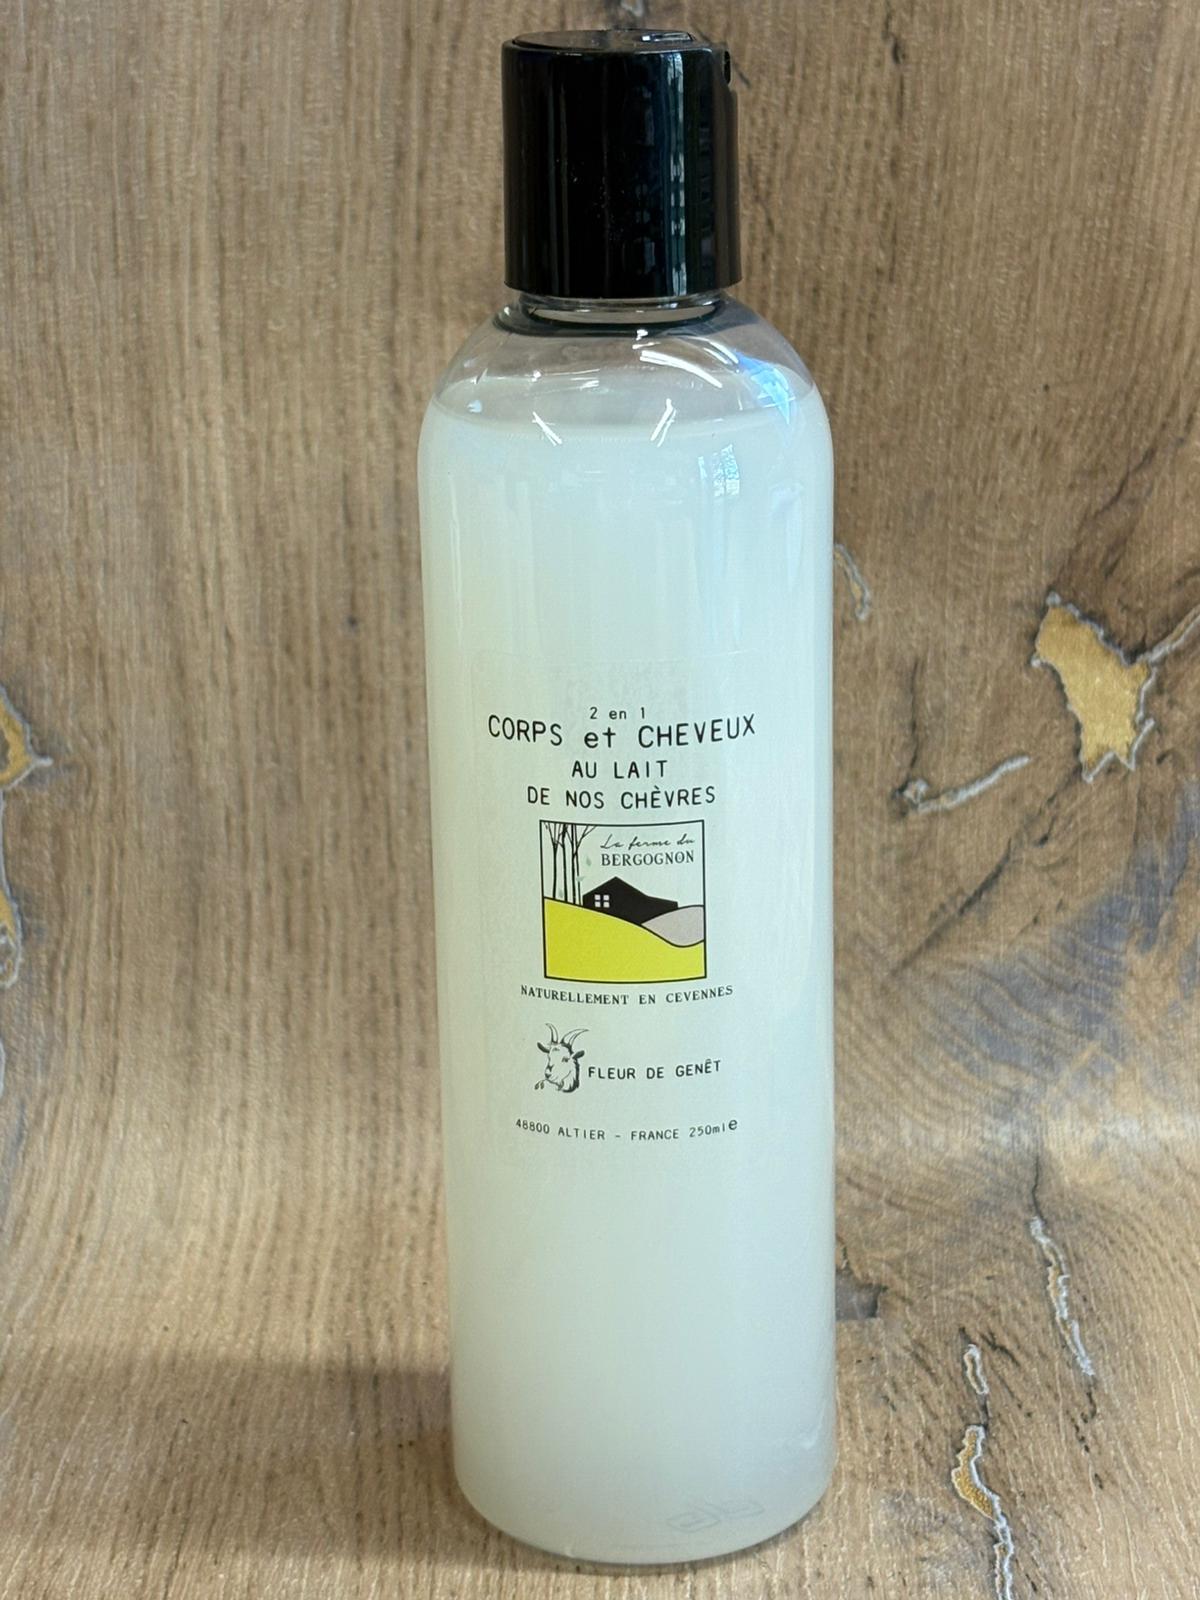 2 en 1
CORPS et CHEVEUX
AU LAIT
DE NOS CHÈVRES
La ferme du
BERGOGNON
NATURELLEMENT EN CEVENNES
FLEUR DE GENÊT
48800 ALTIER - FRANCE 250ml℮